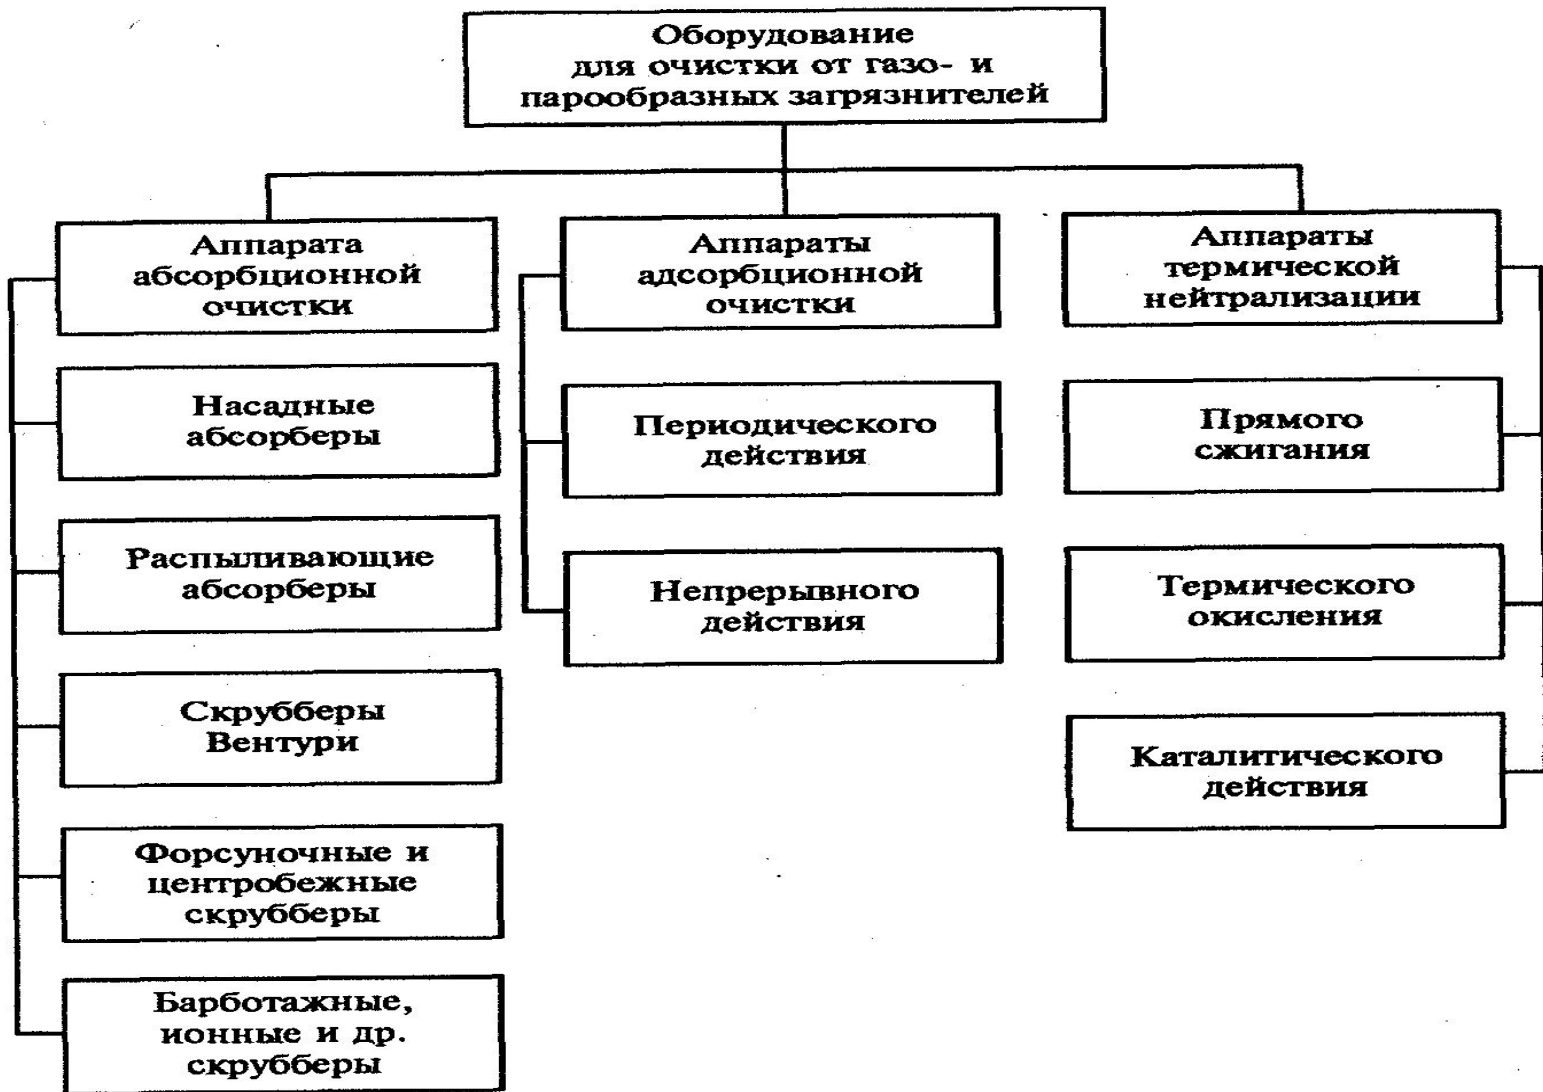 Оборудование
для очистки от газо- и
парообразных загрязнителей
Аппарата
абсорбционной
очистки
Насадные
абсорберы
Распыливающие
абсорберы
Скрубберы
Вентури
Форсуночные и
центробежные
скрубберы
Барботажные,
ионные и др.
скрубберы
Аппараты
адсорбционной
очистки
Периодического
действия
Непрерывного
действия
Аппараты
термической
нейтрализации
Прямого
сжигания
Термического
окисления
Каталитического
действия